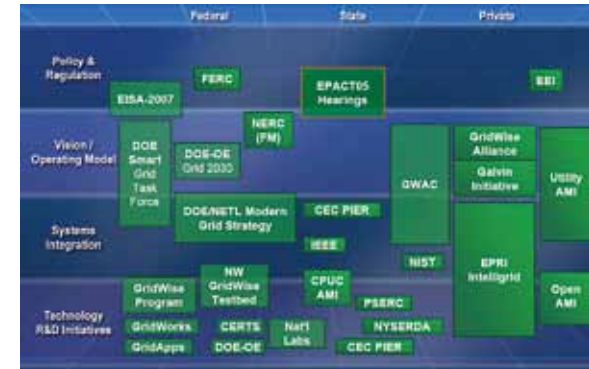 Federal State Private
Policy &
Regulation
FERC
EPACT05
Hearings
EEI
EISA-2007
Vision /
Operating Model
DOE
Smart
Grid
Task
Force
DOE-OE
Grid 2030
NERC
(FM)
GWAC
GridWise
Alliance
Galvin
Initiative
Utility
AMI
Systems
Integration
DOE/NETL Modern
Grid Strategy
CEC PIER
IEEE
NIST
EPRI
Intelligrid
Technology
R&D Initiatives
GridWise
Program
NW
GridWise
Testbed
CPUC
AMI
PSERC
Open
AMI
GridWorks
CERTS
Nat'l
Labs
NYSERDA
GridApps
DOE-OE
CEC PIER